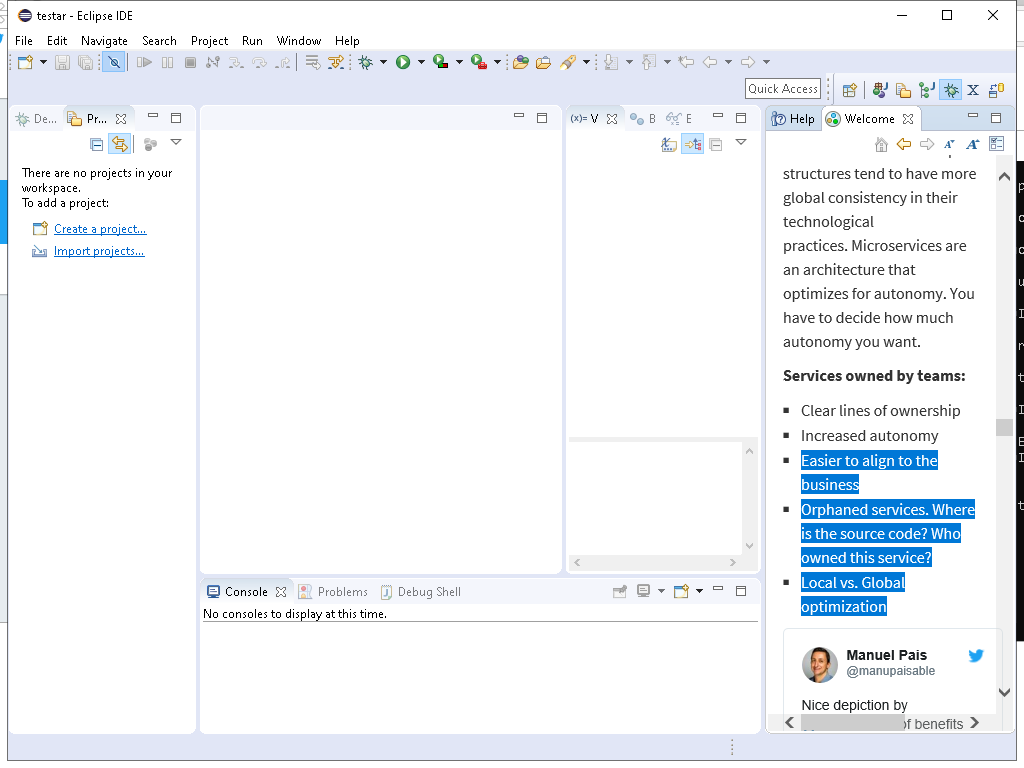 testar - Eclipse IDE
File Edit Navigate Search Project Run Window Help
Quick Access
De...
Pr...
(x)= V
B
E
Help
Welcome
There are no projects in your
workspace.
To add a project:
Create a project...
Import projects...
structures tend to have more
global consistency in their
technological
practices. Microservices are
an architecture that
optimizes for autonomy. You
have to decide how much
autonomy you want.
Services owned by teams:
Clear lines of ownership
Increased autonomy
Easier to align to the
business
Orphaned services. Where
is the source code? Who
owned this service?
Local vs. Global
optimization
Manuel Pais
@manupaisable
Nice depiction by
of benefits
Console
Problems
Debug Shell
No consoles to display at this time.